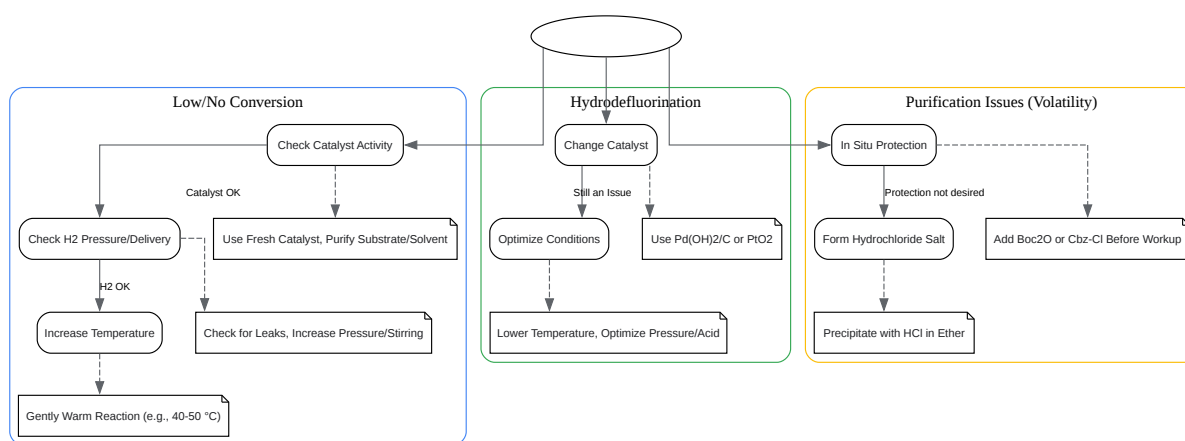 Low/No Conversion
Hydrodefluorination
Purification Issues (Volatility)
Check Catalyst Activity
Change Catalyst
In Situ Protection
Catalyst OK
Still an Issue
Protection not desired
Check H2 Pressure/Delivery
Use Fresh Catalyst, Purify Substrate/Solvent
Optimize Conditions
Use Pd(OH)2/C or PtO2
Form Hydrochloride Salt
Add Boc2O or Cbz-Cl Before Workup
H2 OK
Increase Temperature
Check for Leaks, Increase Pressure/Stirring
Lower Temperature, Optimize Pressure/Acid
Precipitate with HCl in Ether
Gently Warm Reaction (e.g., 40-50 °C)